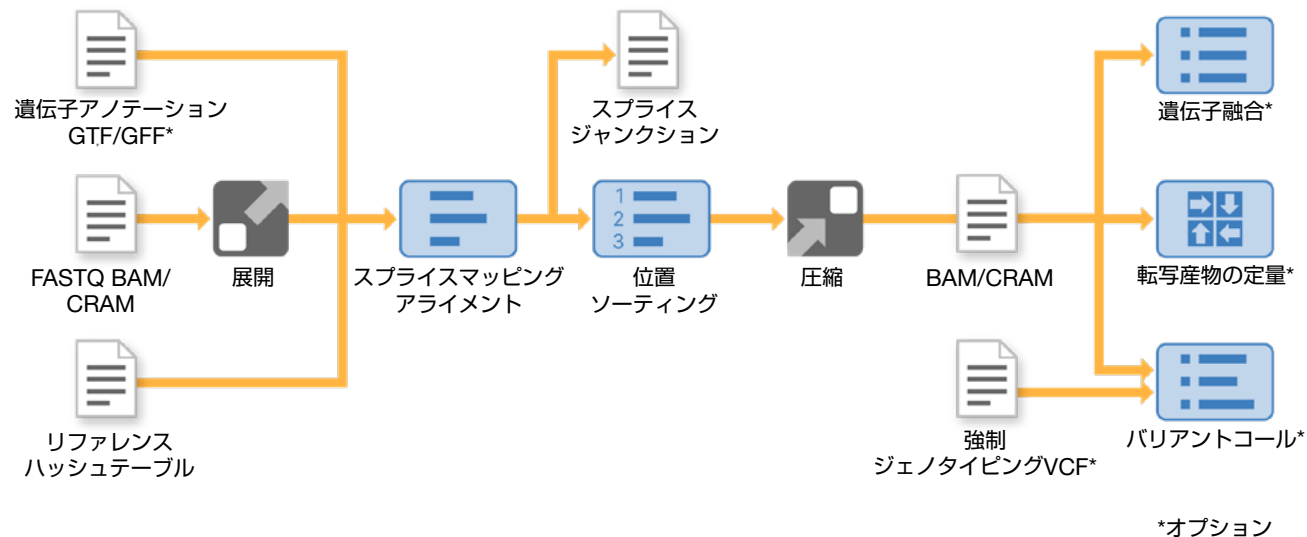 遺伝子アノテーション
GTF/GFF*
スプライス
ジャンクション
遺伝子融合*
1
2
3
FASTQ BAM/
CRAM
展開
スプライスマッピング
アライメント
位置
ソーティング
圧縮
BAM/CRAM
転写産物の定量*
リファレンス
ハッシュテーブル
強制
ジェノタイピングVCF*
バリアントコール*
*オプション